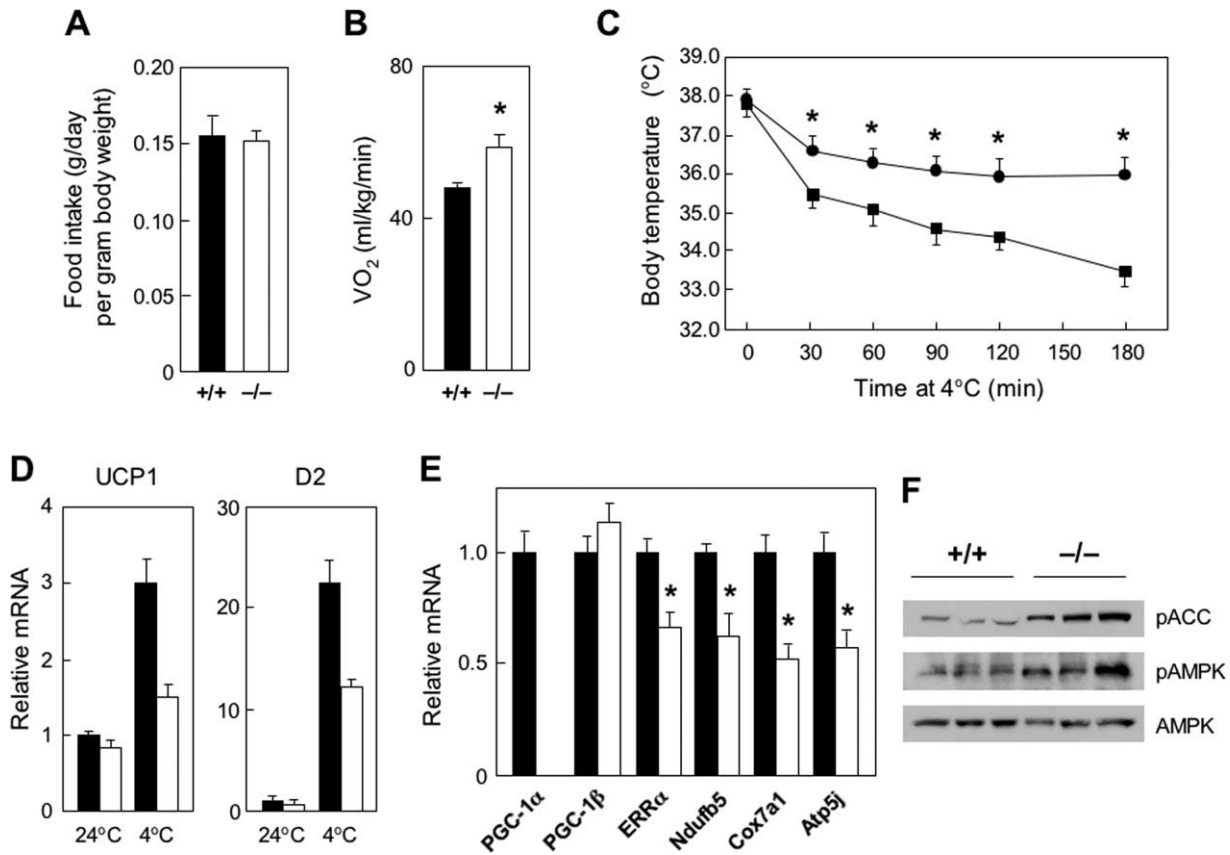 A
Food intake (g/day
per gram body weight)
0.20
0.15
0.10
0.05
0
+/+ –/–
B
VO2 (ml/kg/min)
80
40
0
*
+/+ –/–
C
Body temperature (°C)
39.0
38.0
37.0
36.0
35.0
34.0
33.0
32.0
* * * * *
0 30 60 90 120 180
Time at 4°C (min)
D
UCP1
Relative mRNA
4
3
2
1
0
24°C 4°C
D2
30
20
10
0
24°C 4°C
E
Relative mRNA
1.0
0.5
0
* * * *
PGC-1α PGC-1β ERRα Ndufb5 Cox7a1 Atp5j
F
+/+ –/–
pACC
pAMPK
AMPK